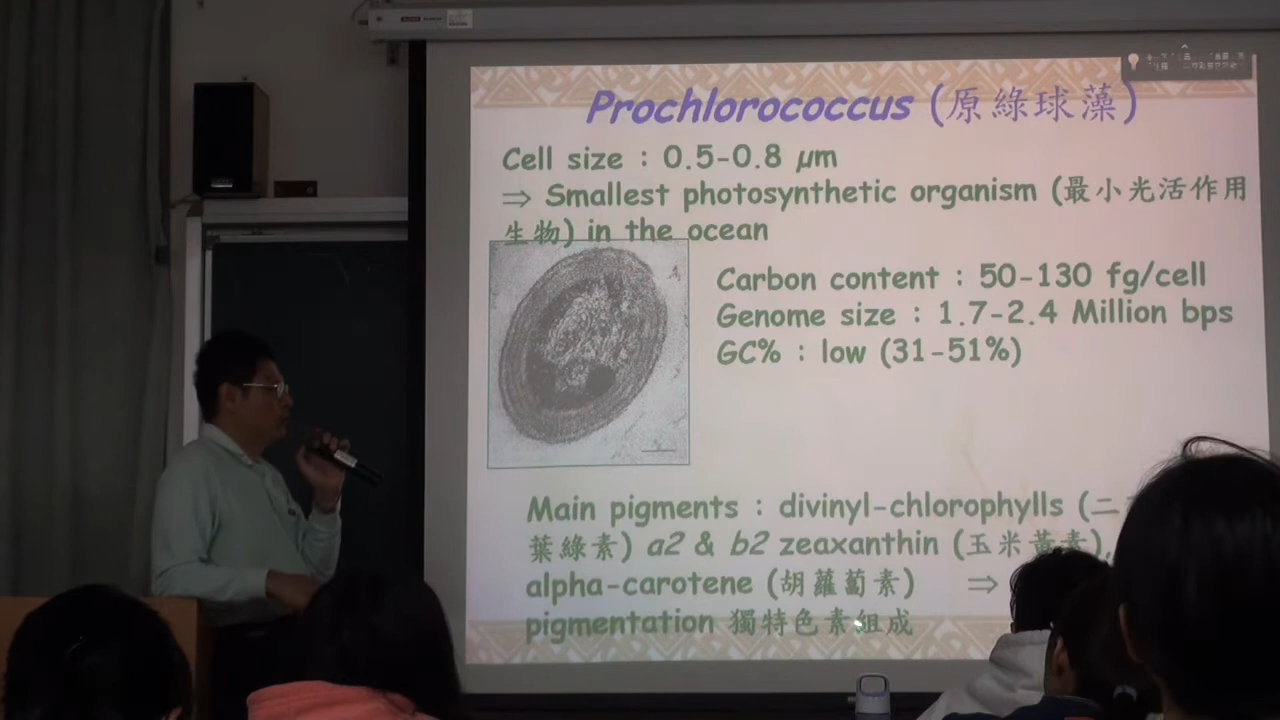 Prochlorococcus (原綠球藻)
Cell size : 0.5-0.8 µm
⇒ Smallest photosynthetic organism (最小光活作用
生物) in the ocean
Carbon content : 50-130 fg/cell
Genome size : 1.7-2.4 Million bps
GC% : low (31-51%)
Main pigments : divinyl-chlorophylls (二
葉綠素) a2 & b2 zeaxanthin (玉米黃素),
alpha-carotene (胡蘿蔔素) ⇒
pigmentation 獨特色素組成